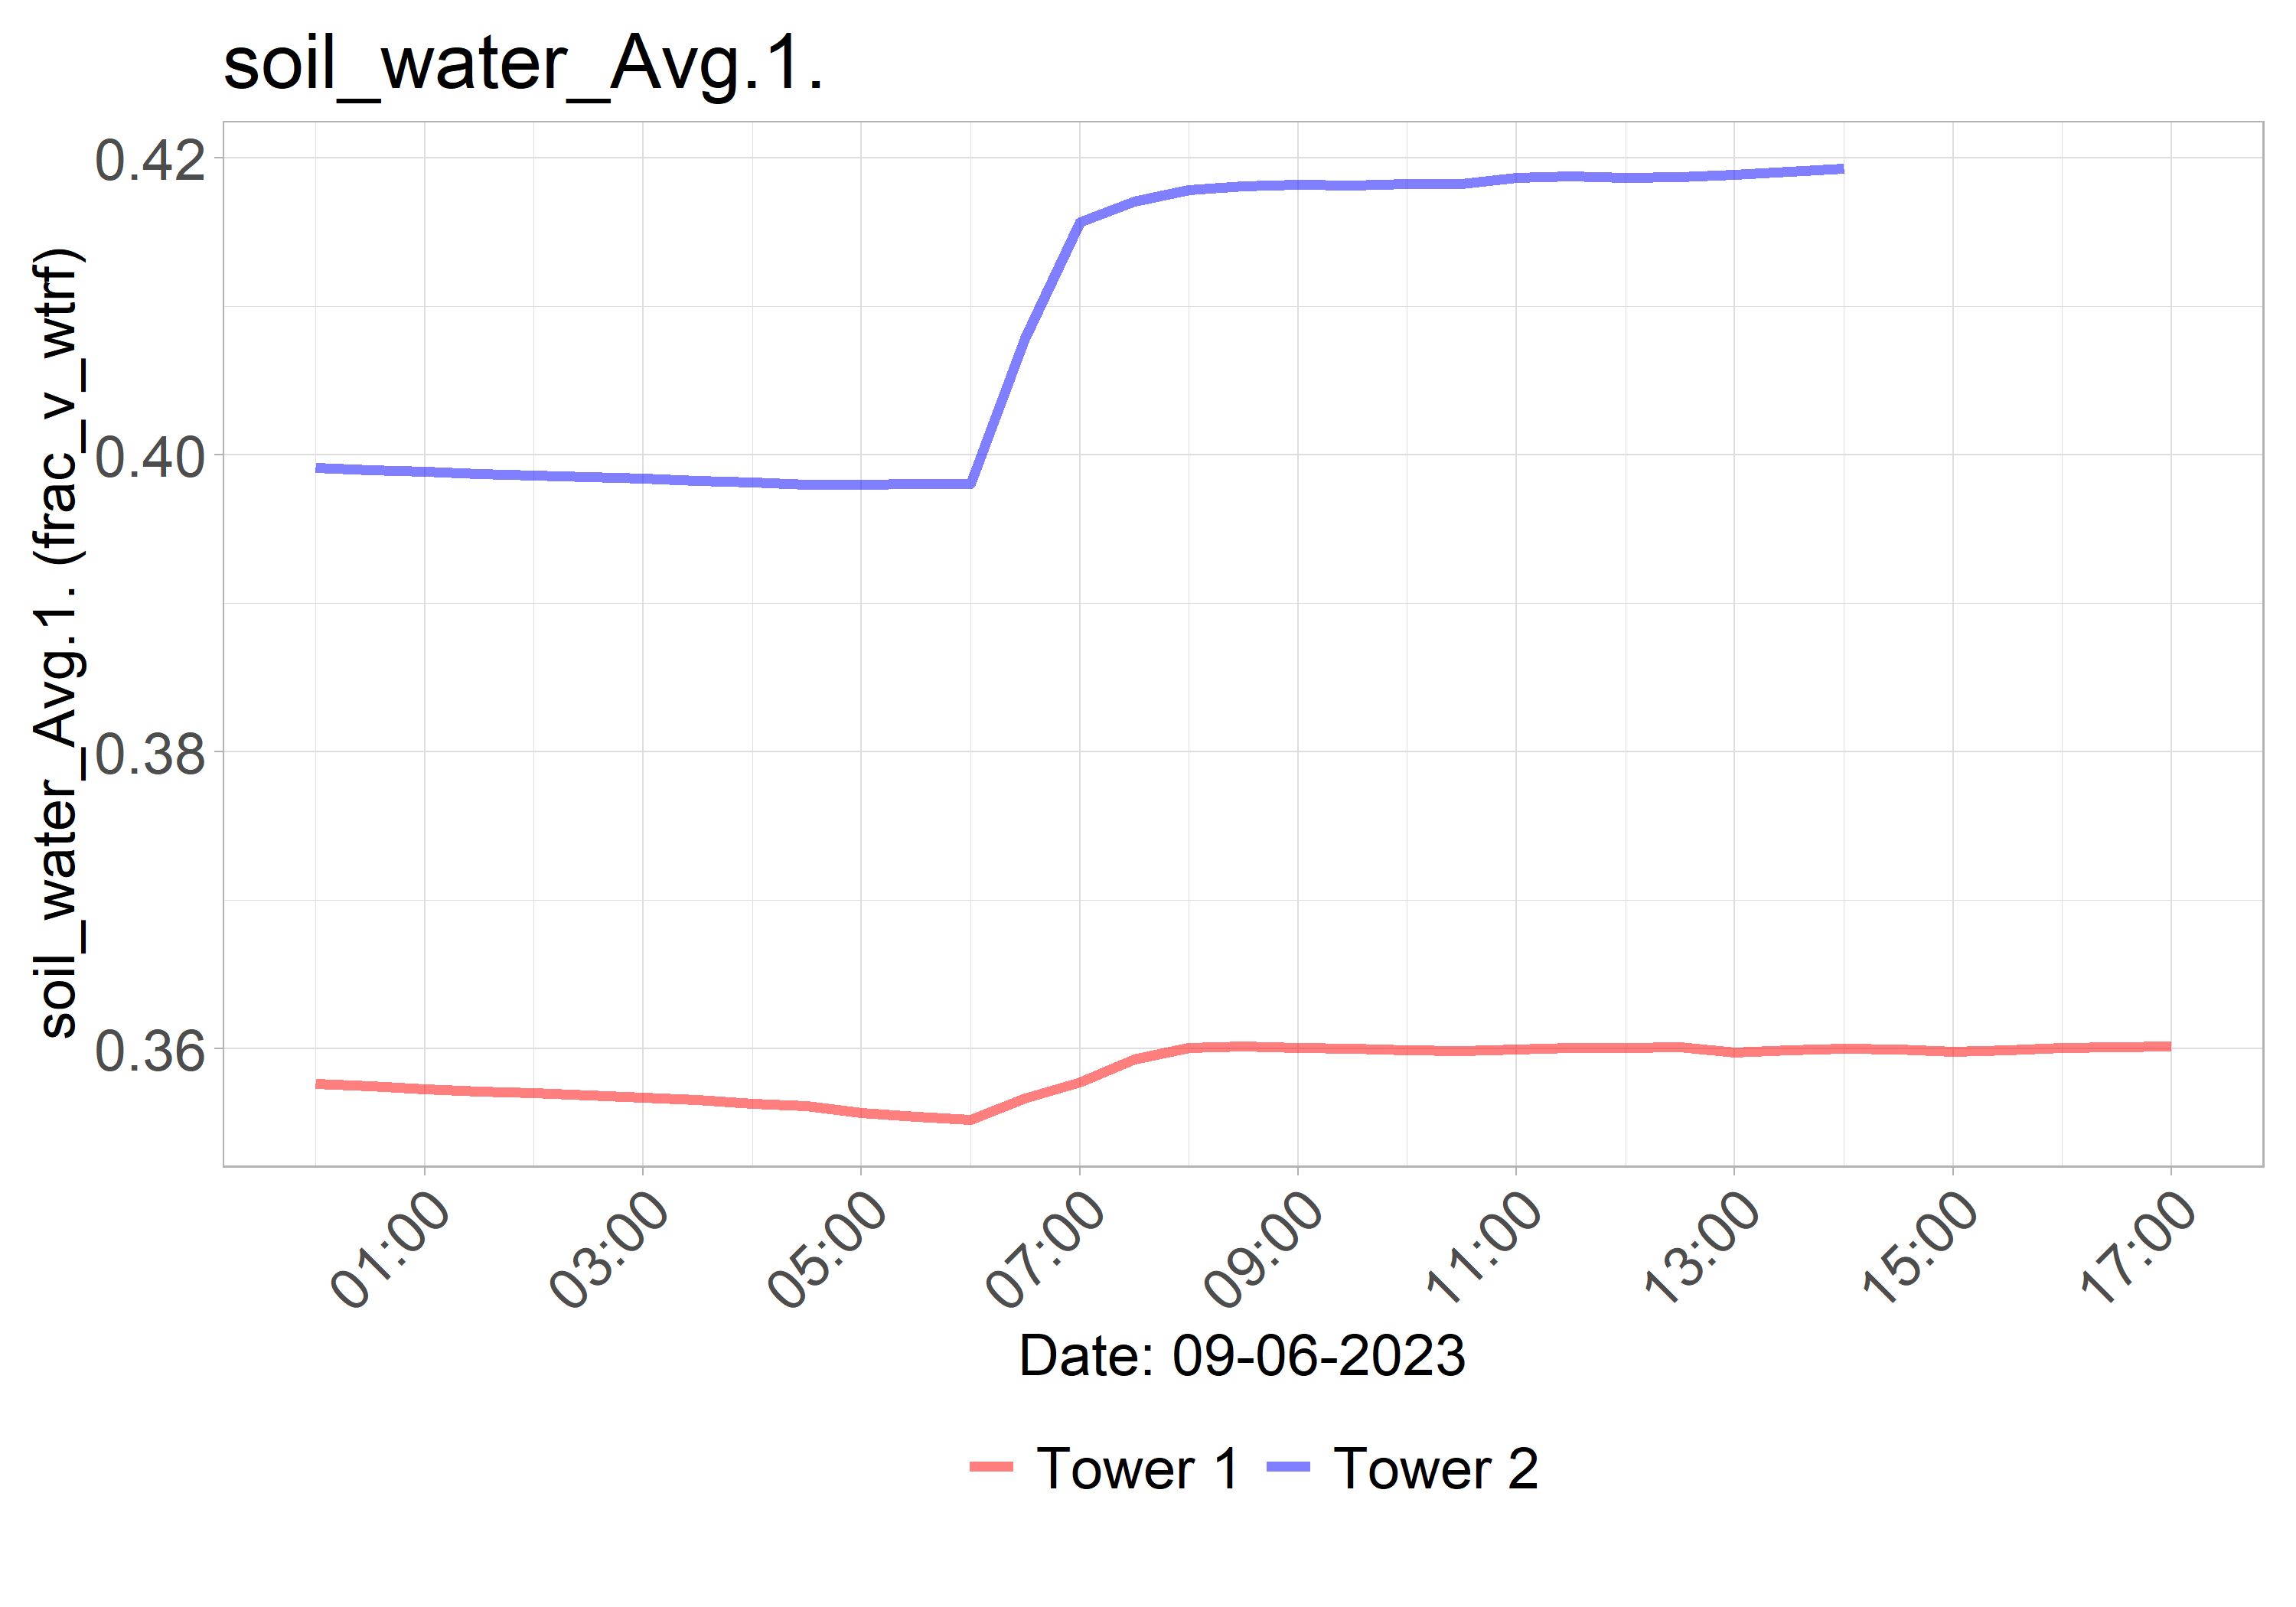 soil_water_Avg.1.
soil_water_Avg.1. (frac_v_wtrf)
0.42
0.40
0.38
0.36
01:00
03:00
05:00
07:00
09:00
11:00
13:00
15:00
17:00
Date: 09-06-2023
Tower 1
Tower 2